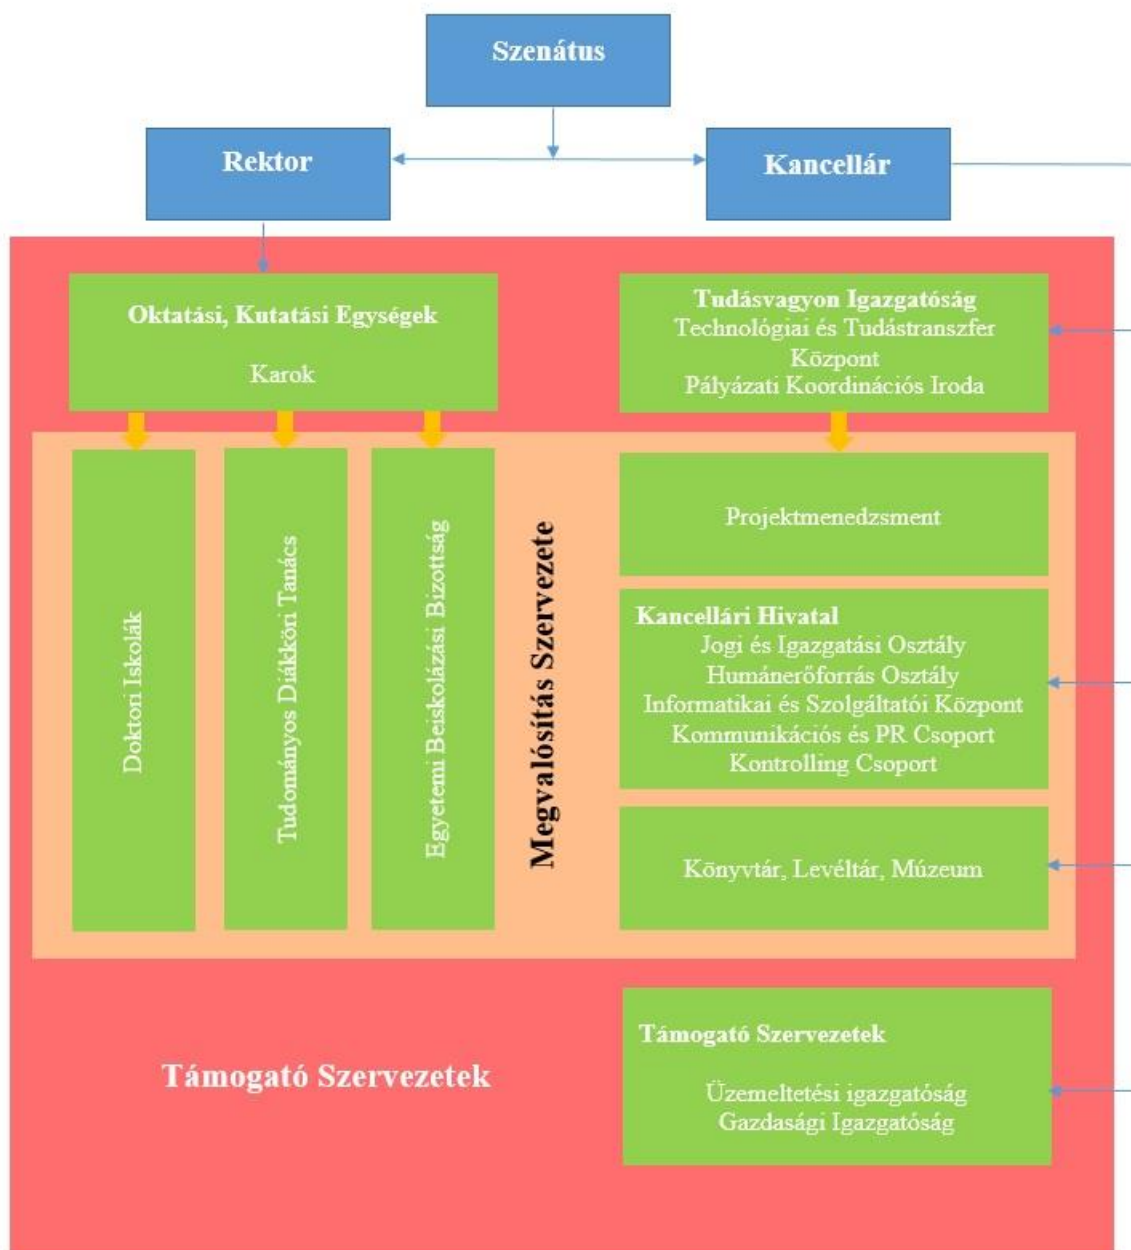 Szenátus
Rektor
Kancellár
Oktatási, Kutatási Egységek
Karok
Tudásvagyon Igazgatóság
Technológiai és Tudástranszfer
Központ
Pályázati Koordinációs Iroda
Doktori Iskolák
Tudományos Diákköri Tanács
Egyetemi Beiskolázási Bizottság
Megvalósítás Szervezete
Projektmenedzsment
Kancellári Hivatal
Jogi és Igazgatási Osztály
Humánerőforrás Osztály
Informatikai és Szolgáltatói Központ
Kommunikációs és PR Csoport
Kontrolling Csoport
Könyvtár, Levéltár, Múzeum
Támogató Szervezetek
Támogató Szervezetek
Üzemeltetési igazgatóság
Gazdasági Igazgatóság